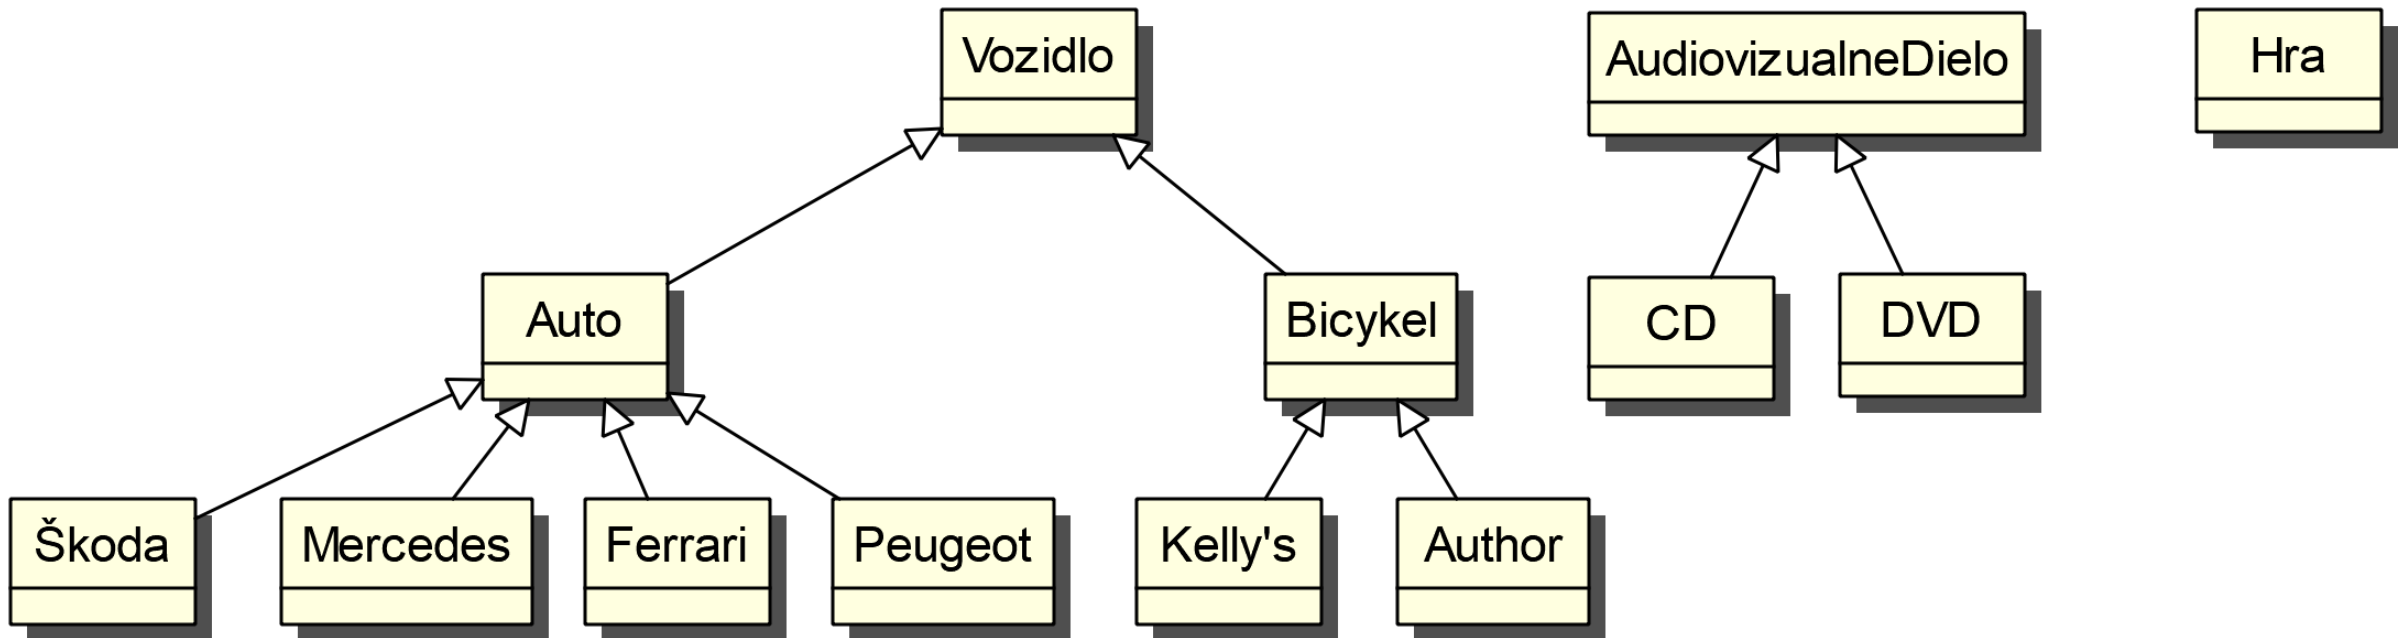 Vozidlo
AudiovizualneDielo
Hra
Auto
Bicykel
CD
DVD
Škoda
Mercedes
Ferrari
Peugeot
Kelly's
Author